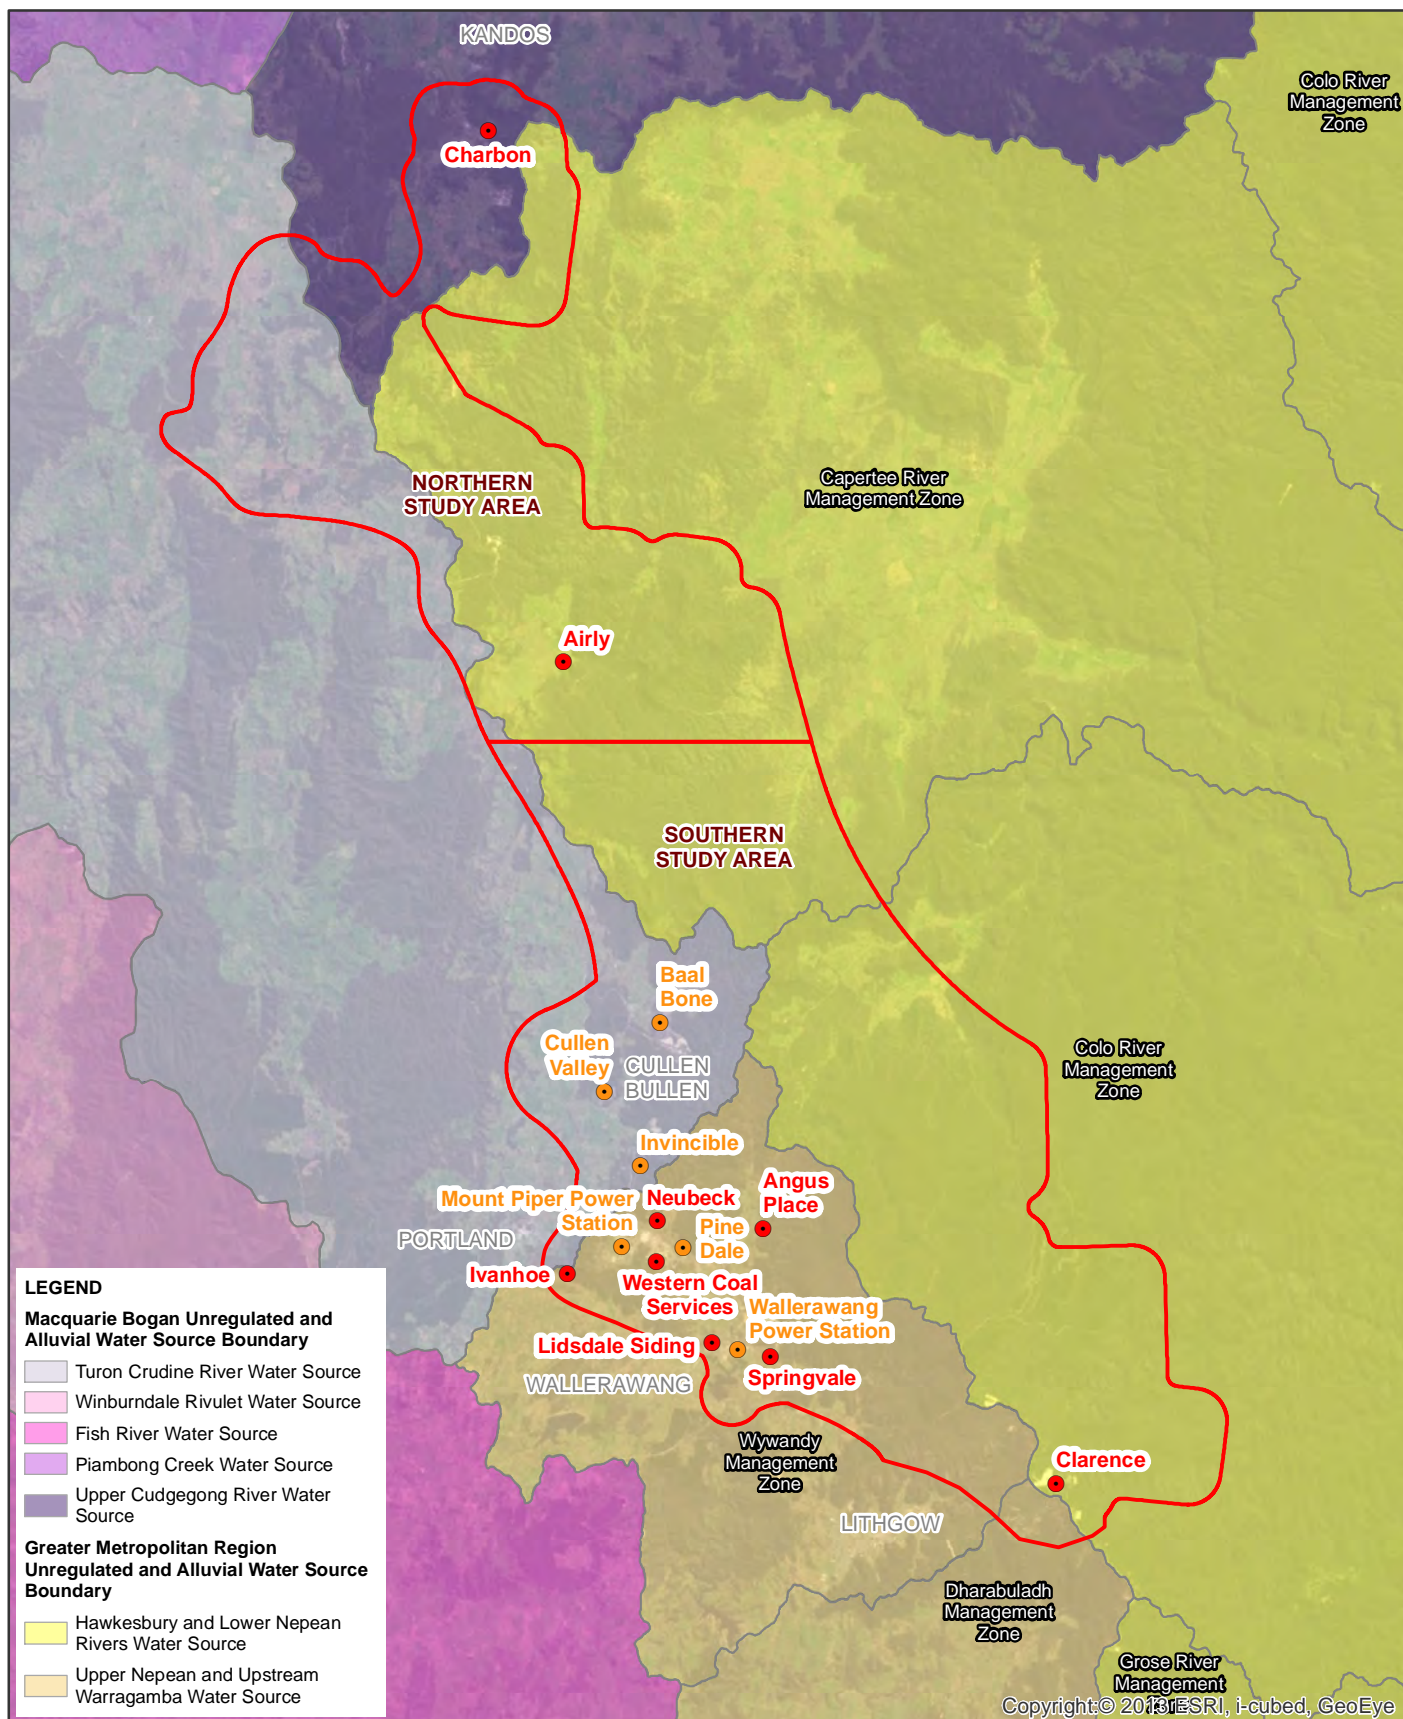 KANDOS
Colo River
Management
Zone
Charbon
NORTHERN
STUDY AREA
Capertee River
Management Zone
Airly
SOUTHERN
STUDY AREA
Baal
Bone
Cullen
Valley
CULLEN
BULLEN
Colo River
Management
Zone
Invincible
Mount Piper Power
Station
Neubeck
Angus
Place
Pine
Dale
PORTLAND
Ivanhoe
Western Coal
Services
Wallerawang
Power Station
Lidsdale Siding
Springvale
WALLERAWANG
Wywandy
Management
Zone
Clarence
LITHGOW
Dharabuladh
Management
Zone
Grose River
Management
Zone
LEGEND
Macquarie Bogan Unregulated and
Alluvial Water Source Boundary
Turon Crudine River Water Source
Winburndale Rivulet Water Source
Fish River Water Source
Piambong Creek Water Source
Upper Cudgegong River Water
Source
Greater Metropolitan Region
Unregulated and Alluvial Water Source
Boundary
Hawkesbury and Lower Nepean
Rivers Water Source
Upper Nepean and Upstream
Warragamba Water Source
Copyright:© 2013 ESRI, i-cubed, GeoEye